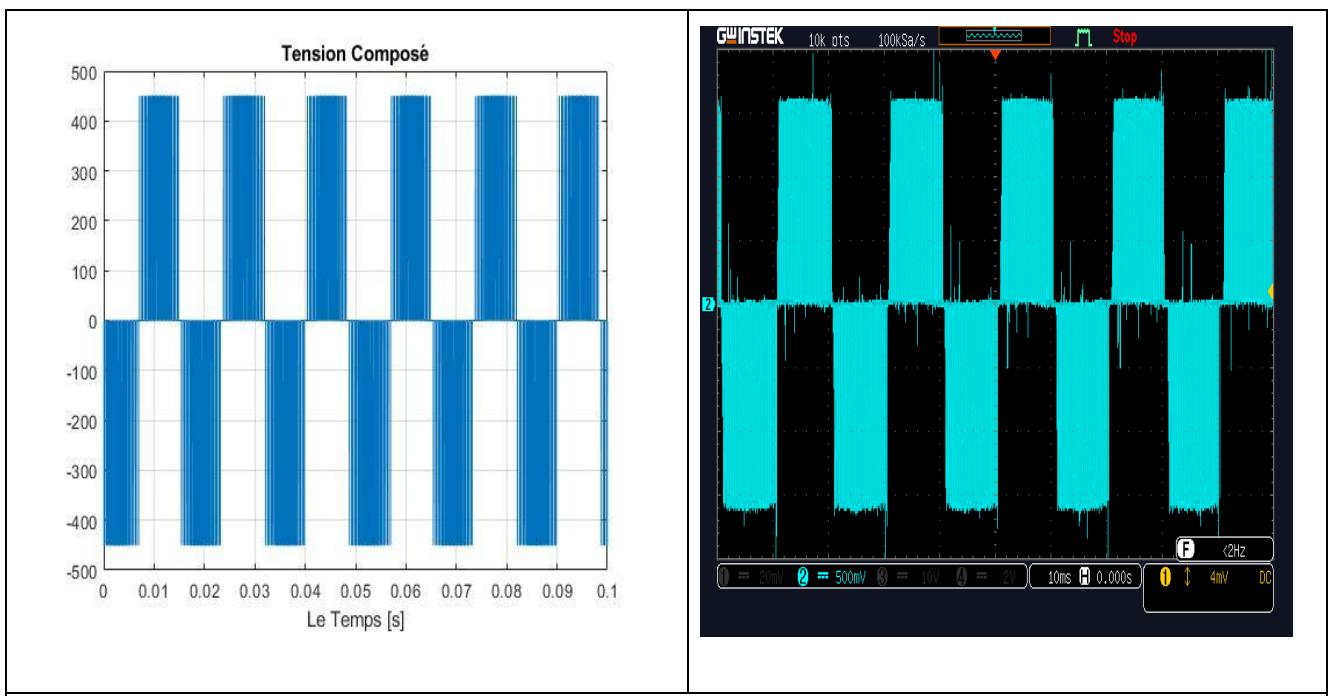 Tension Composé
500
400
300
200
100
0
-100
-200
-300
-400
-500
0 0.01 0.02 0.03 0.04 0.05 0.06 0.07 0.08 0.09 0.1
Le Temps [s]
GWINSTEK 10k pts 100kSa/s Stop
2
F <2Hz
1 20mV 2 500mV 3 10V 4 2V 10ms H 0.000s 1 4mV DC